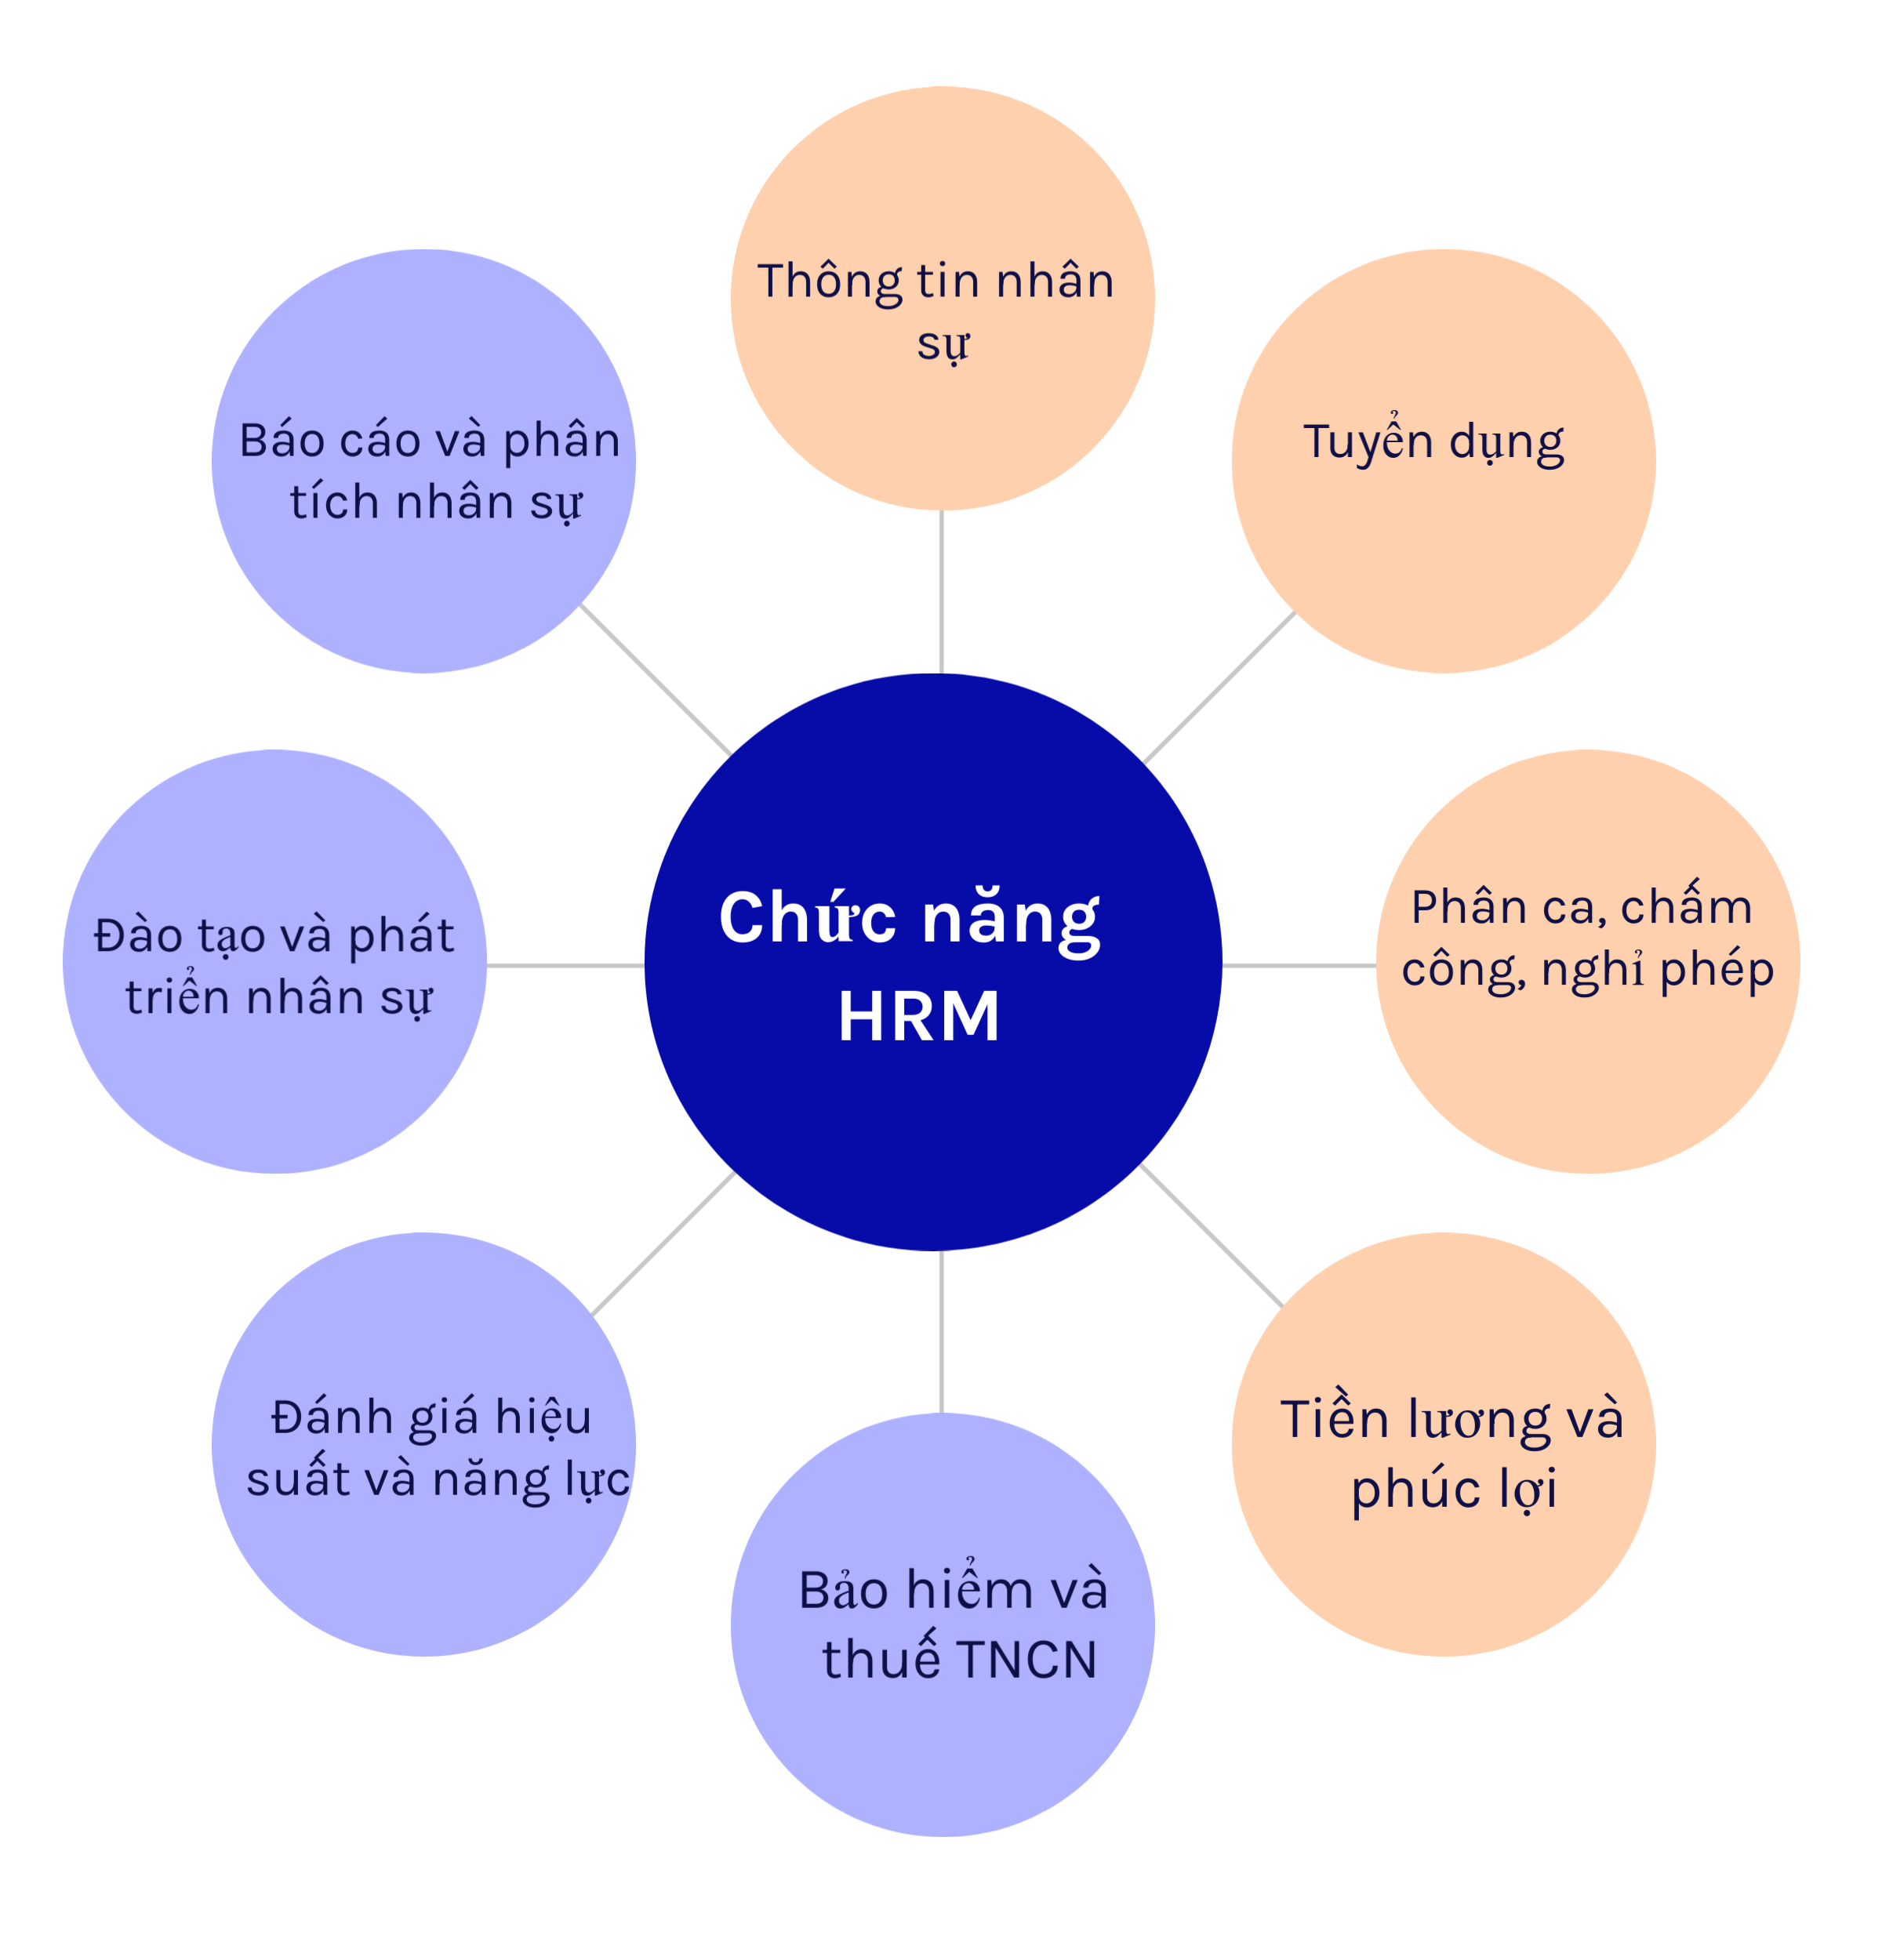 Thông tin nhân
sự
Tuyển dụng
Báo cáo và phân
tích nhân sự
Chức năng
HRM
Phân ca, chấm
công, nghỉ phép
Đào tạo và phát
triển nhân sự
Tiền lương và
phúc lợi
Đánh giá hiệu
suất và năng lực
Bảo hiểm và
thuế TNCN